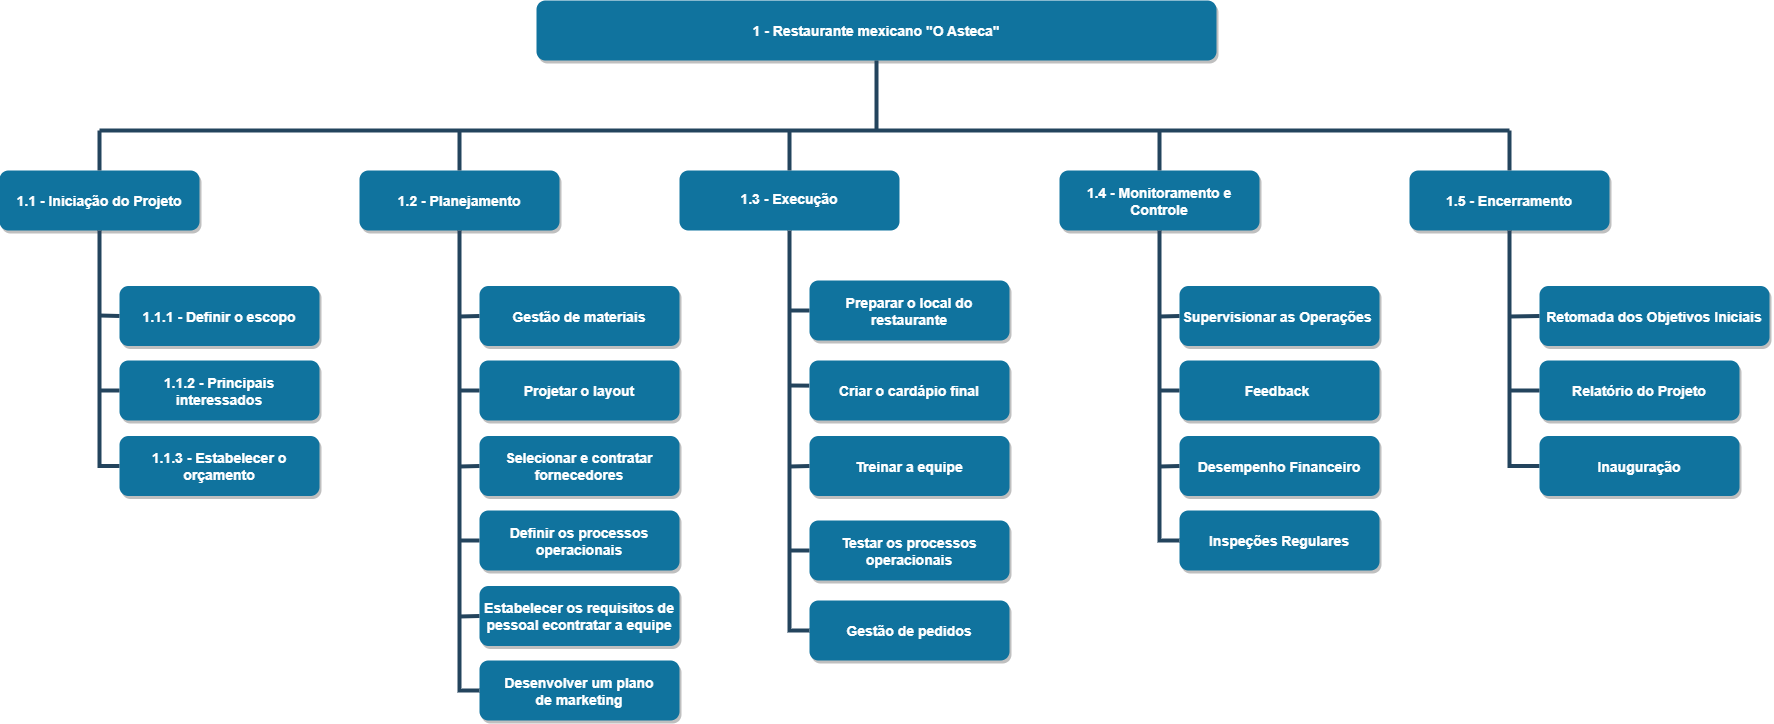 1 - Restaurante mexicano "O Asteca"
1.1 - Iniciação do Projeto
1.1.1 - Definir o escopo
1.1.2 - Principais
interessados
1.1.3 - Estabelecer o
orçamento
1.2 - Planejamento
Gestão de materiais
Projetar o layout
Selecionar e contratar
fornecedores
Definir os processos
operacionais
Estabelecer os requisitos de
pessoal econtratar a equipe
Desenvolver um plano
de marketing
1.3 - Execução
Preparar o local do
restaurante
Criar o cardápio final
Treinar a equipe
Testar os processos
operacionais
Gestão de pedidos
1.4 - Monitoramento e
Controle
Supervisionar as Operações
Feedback
Desempenho Financeiro
Inspeções Regulares
1.5 - Encerramento
Retomada dos Objetivos Iniciais
Relatório do Projeto
Inauguração